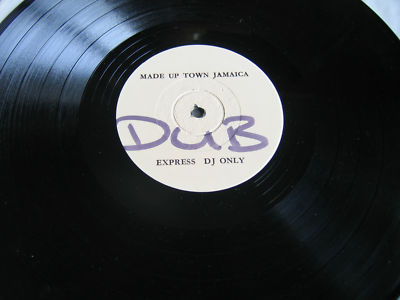 MADE UP TOWN JAMAICA
DUB
EXPRESS DJ ONLY